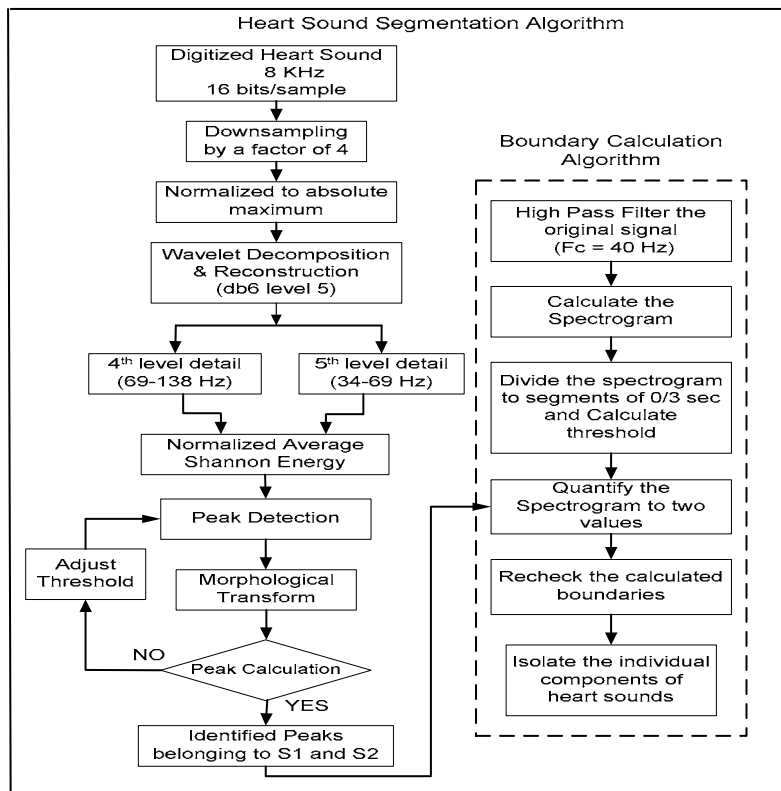 Heart Sound Segmentation Algorithm
Digitized Heart Sound
8 KHz
16 bits/sample
Downsampling
by a factor of 4
Normalized to absolute
maximum
Wavelet Decomposition
& Reconstruction
(db6 level 5)
4th level detail
(69-138 Hz)
5th level detail
(34-69 Hz)
Normalized Average
Shannon Energy
Peak Detection
Adjust
Threshold
Morphological
Transform
NO
Peak Calculation
YES
Identified Peaks
belonging to S1 and S2
Boundary Calculation
Algorithm
High Pass Filter the
original signal
(Fc = 40 Hz)
Calculate the
Spectrogram
Divide the spectrogram
to segments of 0/3 sec
and Calculate
threshold
Quantify the
Spectrogram to two
values
Recheck the calculated
boundaries
Isolate the individual
components of
heart sounds